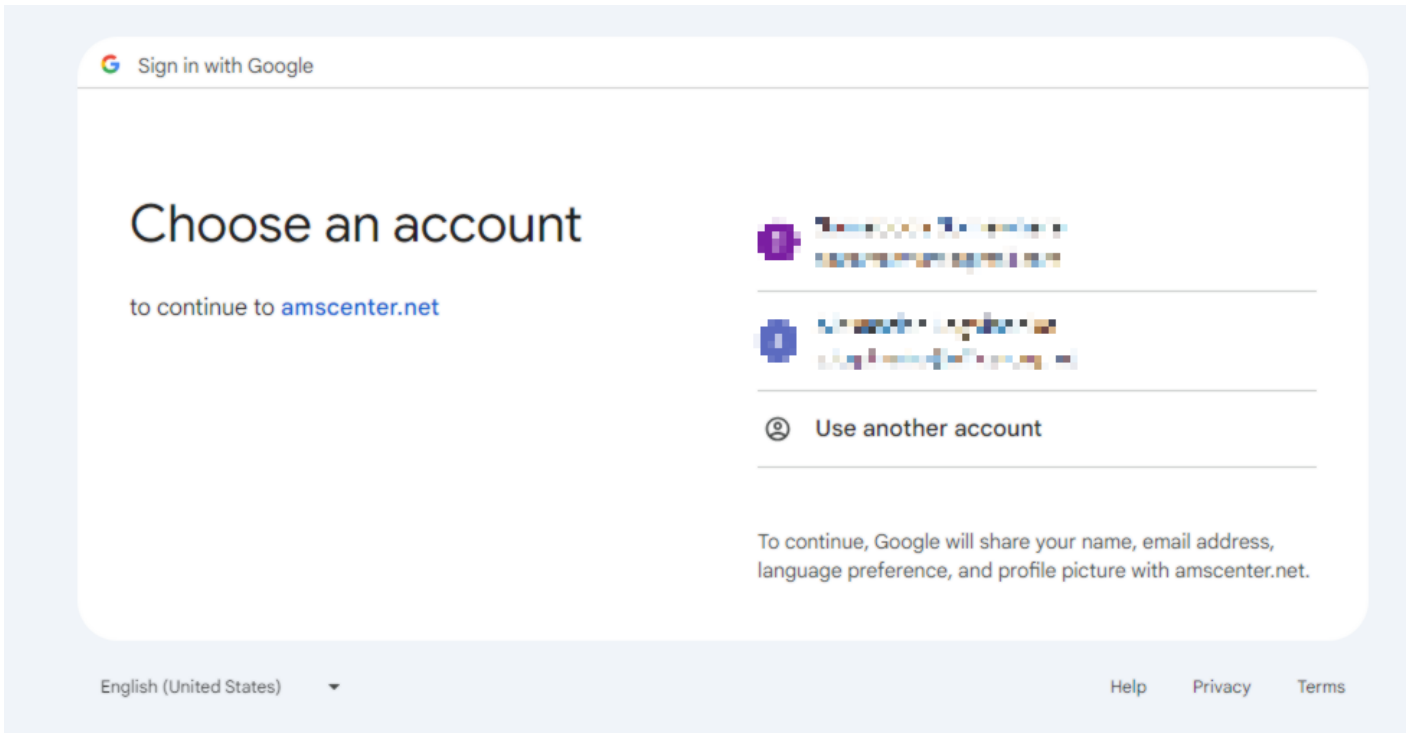 Sign in with Google
Choose an account
to continue to amscenter.net
Use another account
To continue, Google will share your name, email address,
language preference, and profile picture with amscenter.net.
English (United States)
Help Privacy Terms